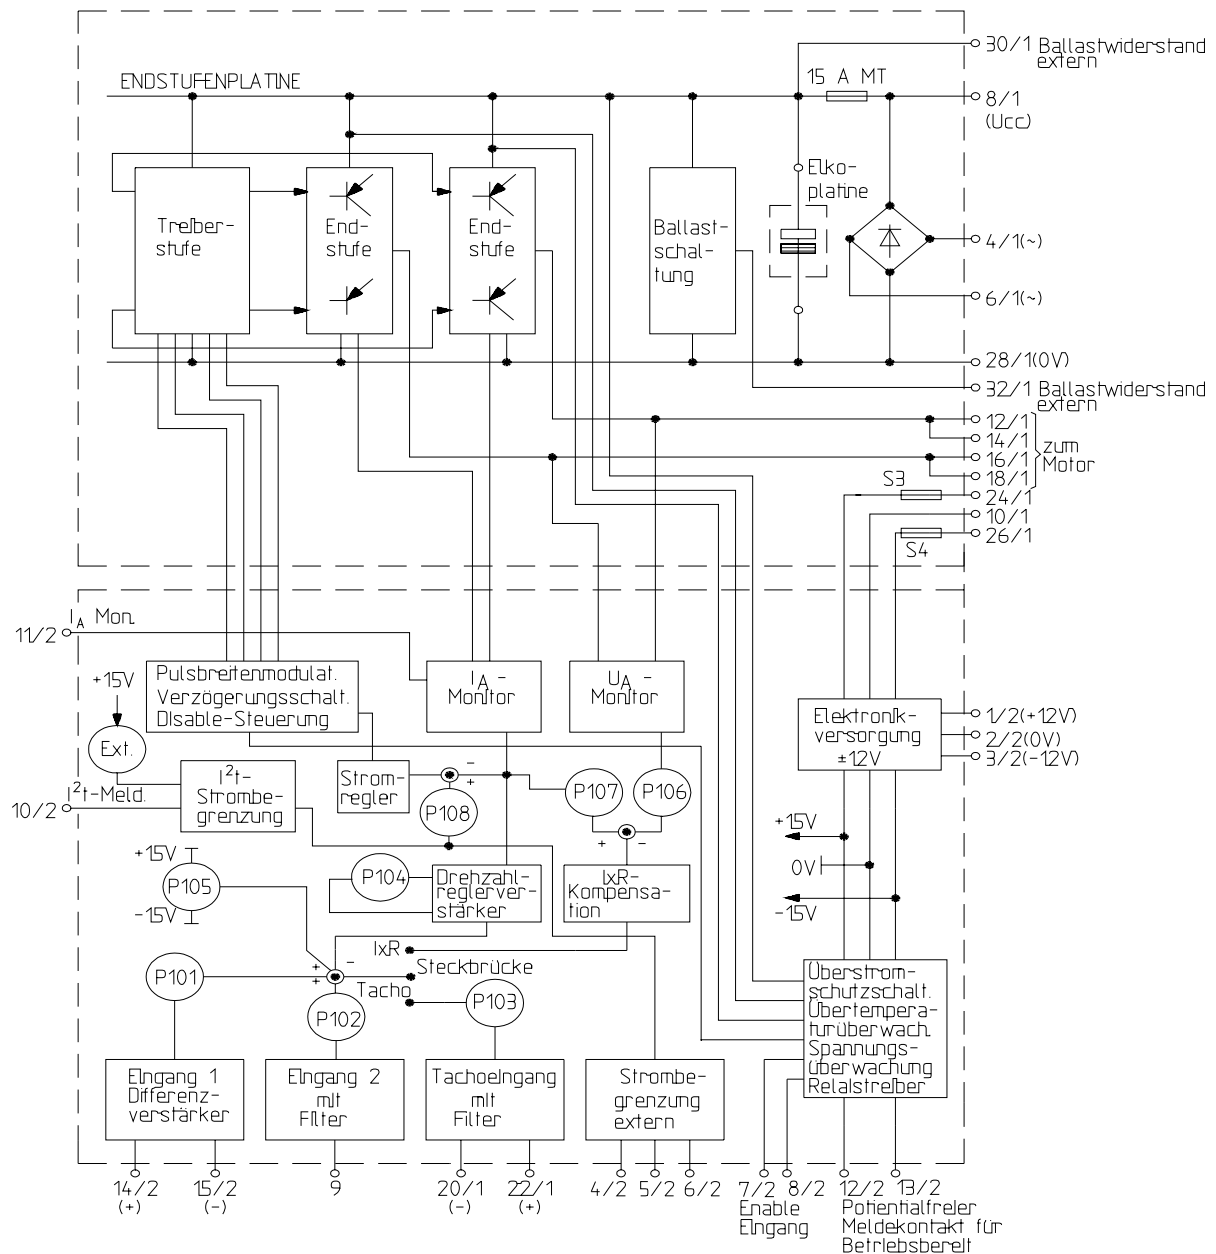 30/1 Ballastwiderstand
extern
ENDSTUFENPLATINE
15 A MT
8/1
(Ucc)
Elko-
platine
Treiber-
stufe
End-
stufe
End-
stufe
Ballast-
schal-
tung
4/1(~)
6/1(~)
28/1(0V)
32/1 Ballastwiderstand
extern
12/1
14/1
16/1
18/1
zum
Motor
S3
24/1
10/1
26/1
S4
IA Mon.
11/2
Pulsbreitenmodulat.
Verzögerungsschalt.
Disable-Steuerung
IA -
Monitor
UA -
Monitor
+15V
Ext.
Elektronik-
versorgung
±12V
1/2(+12V)
2/2(0V)
3/2(-12V)
I²t-Meld.
10/2
I²t-
Strombe-
grenzung
Strom-
regler
-
+
P108
P107
P106
+ -
+15V
0V
-15V
+15V
P105
-15V
P104
Drehzahl-
reglerver-
stärker
IxR-
Kompensa-
tion
IxR
Steckbrücke
Tacho
P101
+
+
-
P102
P103
Überstrom-
schutzschalt.
Übertempera-
turüberwach.
Spannungs-
überwachung
Relaistreiber
Eingang 1
Differenz-
verstärker
Eingang 2
mit
Filter
Tachoeingang
mit
Filter
Strombe-
grenzung
extern
14/2
(+)
15/2
(-)
9
20/1
(-)
22/1
(+)
4/2
5/2
6/2
7/2
8/2
Enable
Eingang
12/2
13/2
Potentialfreier
Meldekontakt für
Betriebsbereit